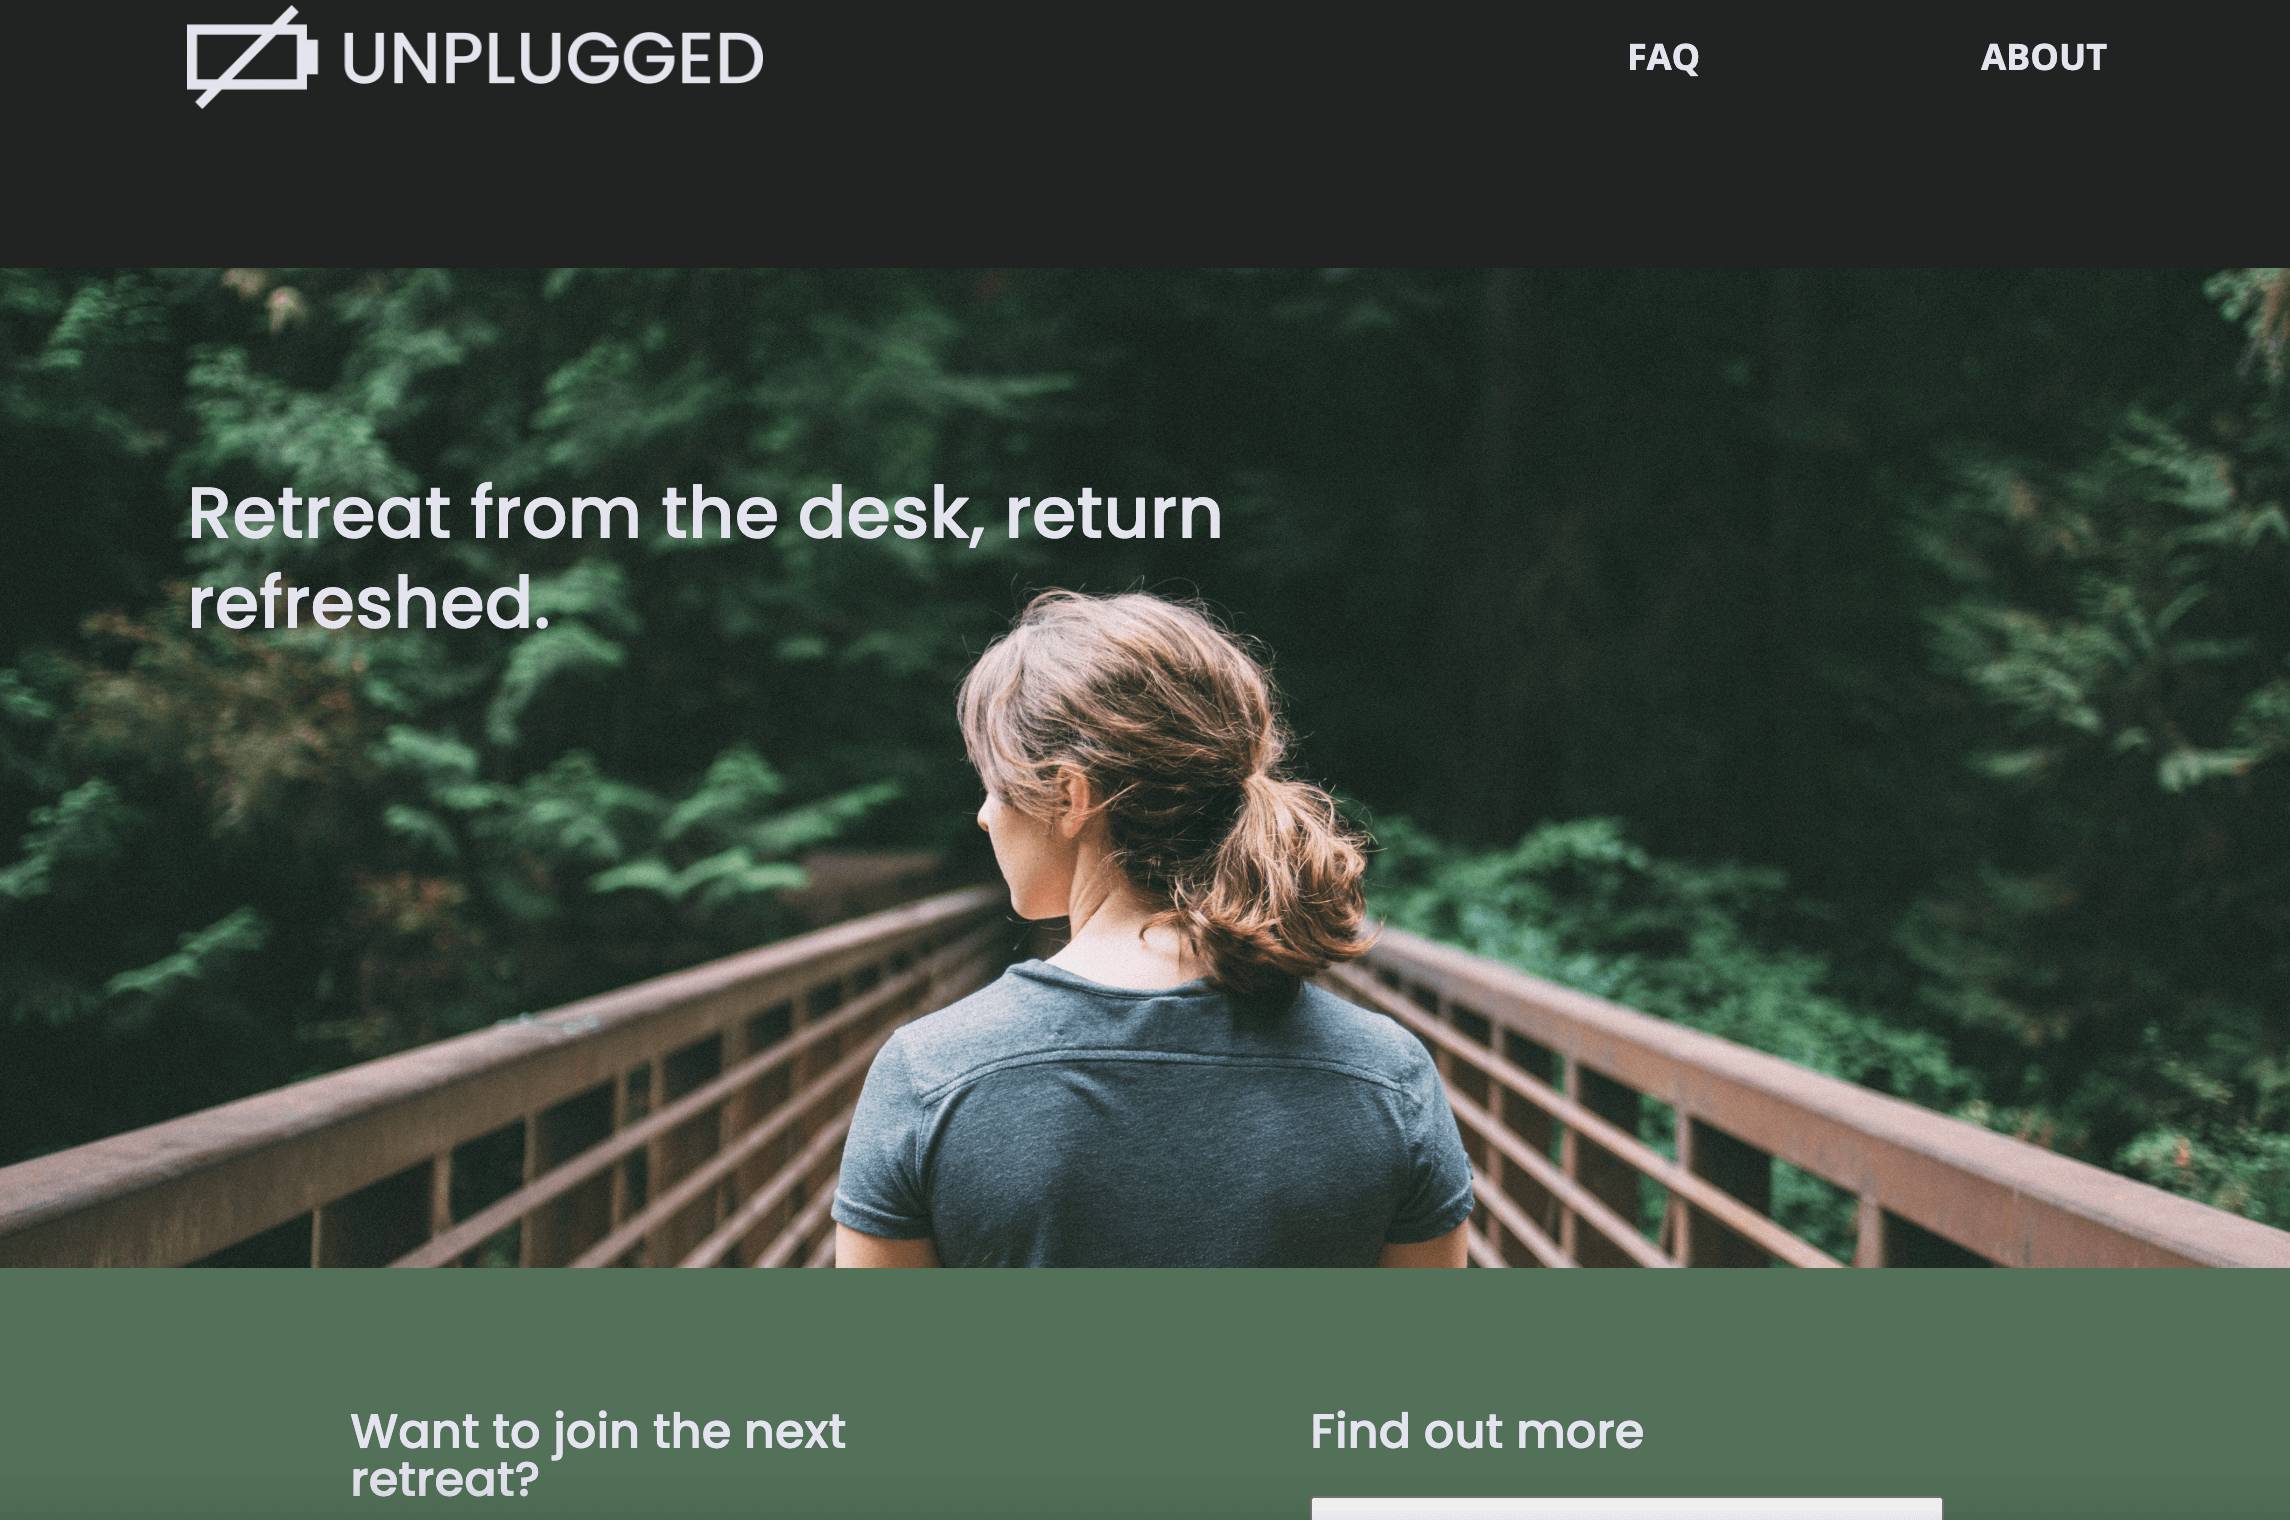 UNPLUGGED
FAQ
ABOUT
Retreat from the desk, return
refreshed.
Want to join the next
retreat?
Find out more